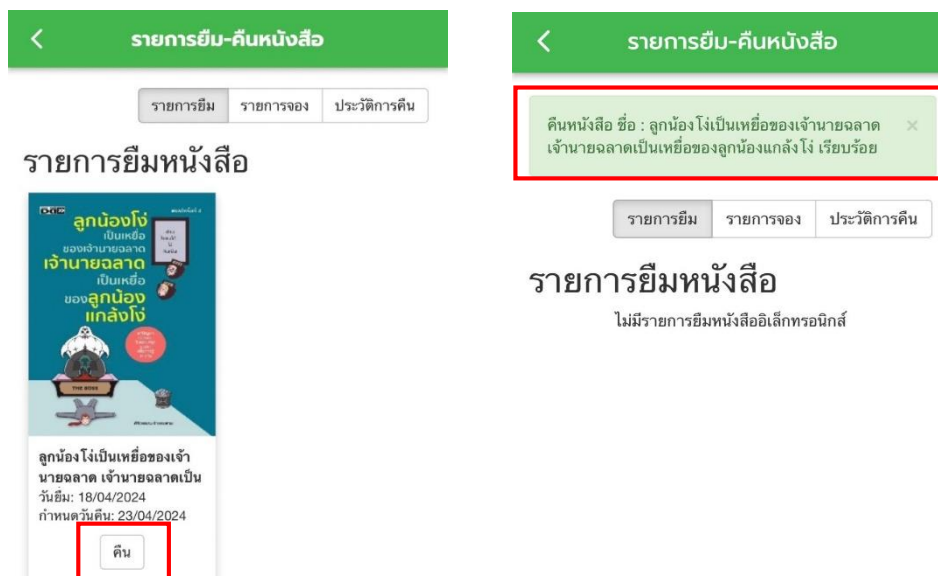 รายการยืม-คืนหนังสือ
รายการยืม รายการจอง ประวัติการคืน
รายการยืมหนังสือ
ลูกน้องโง่
เป็นเหยื่อ
ของเจ้านายฉลาด
เจ้านายฉลาด
เป็นเหยื่อ
ของลูกน้อง
แกล้งโง่
THE BOSS
ลูกน้องโง่เป็นเหยื่อของเจ้า
นายฉลาด เจ้านายฉลาดเป็น
วันยืม: 18/04/2024
กำหนดวันคืน: 23/04/2024
คืน
รายการยืม-คืนหนังสือ
คืนหนังสือ ชื่อ : ลูกน้องโง่เป็นเหยื่อของเจ้านายฉลาด ×
เจ้านายฉลาดเป็นเหยื่อของลูกน้องแกล้งโง่ เรียบร้อย
รายการยืม รายการจอง ประวัติการคืน
รายการยืมหนังสือ
ไม่มีรายการยืมหนังสืออิเล็กทรอนิกส์